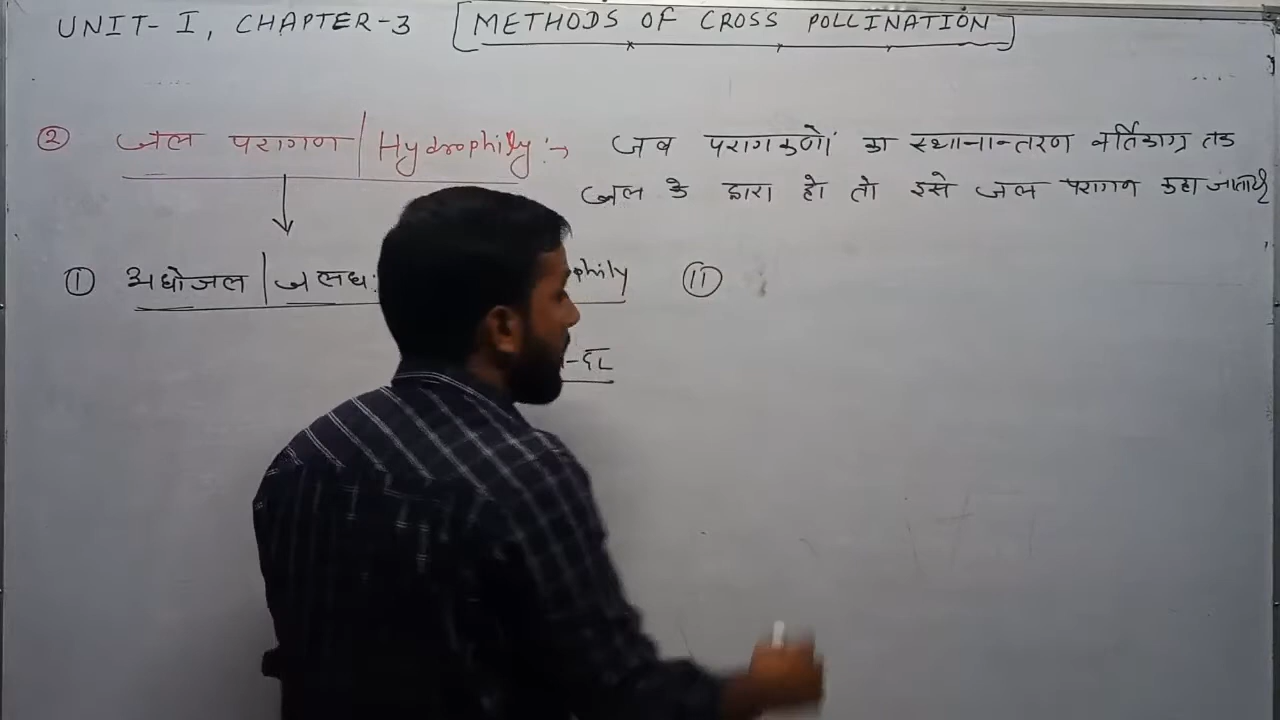 UNIT-I, CHAPTER-3 [METHODS OF CROSS POLLINATION]
② जल परागण | Hydrophily :→ जब परागकणों का स्थानान्तरण वर्तिकाग्र तक
जल के द्वारा हो तो इसे जल परागण कहा जाता है
① अधोजल | जलध: phily ⑪